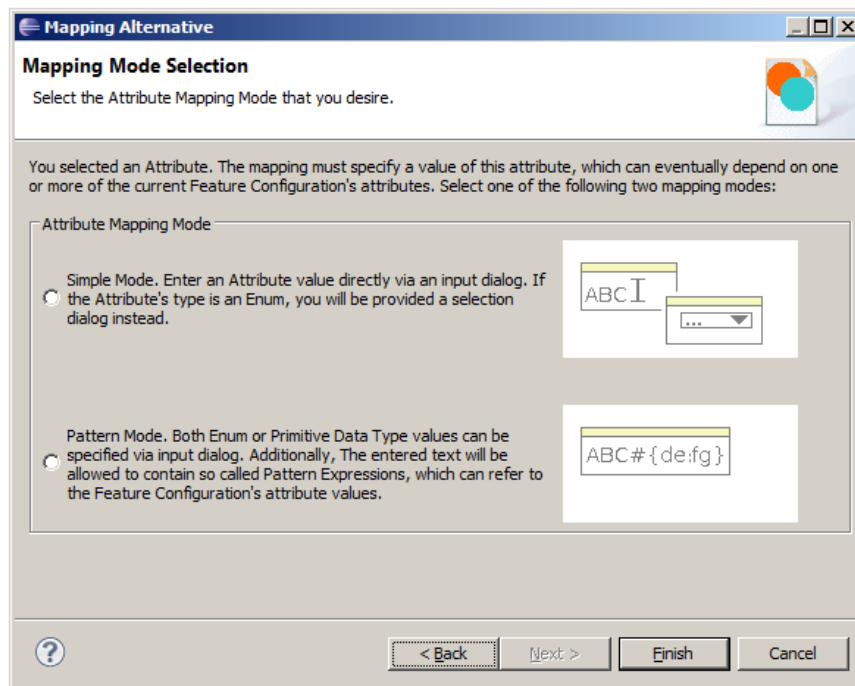 Mapping Alternative
Mapping Mode Selection
Select the Attribute Mapping Mode that you desire.
You selected an Attribute. The mapping must specify a value of this attribute, which can eventually depend on one
or more of the current Feature Configuration's attributes. Select one of the following two mapping modes:
Attribute Mapping Mode
Simple Mode. Enter an Attribute value directly via an input dialog. If
the Attribute's type is an Enum, you will be provided a selection
dialog instead.
ABC
...
Pattern Mode. Both Enum or Primitive Data Type values can be
specified via input dialog. Additionally, The entered text will be
allowed to contain so called Pattern Expressions, which can refer to
the Feature Configuration's attribute values.
ABC#{de:fg}
?
< Back
Next >
Finish
Cancel